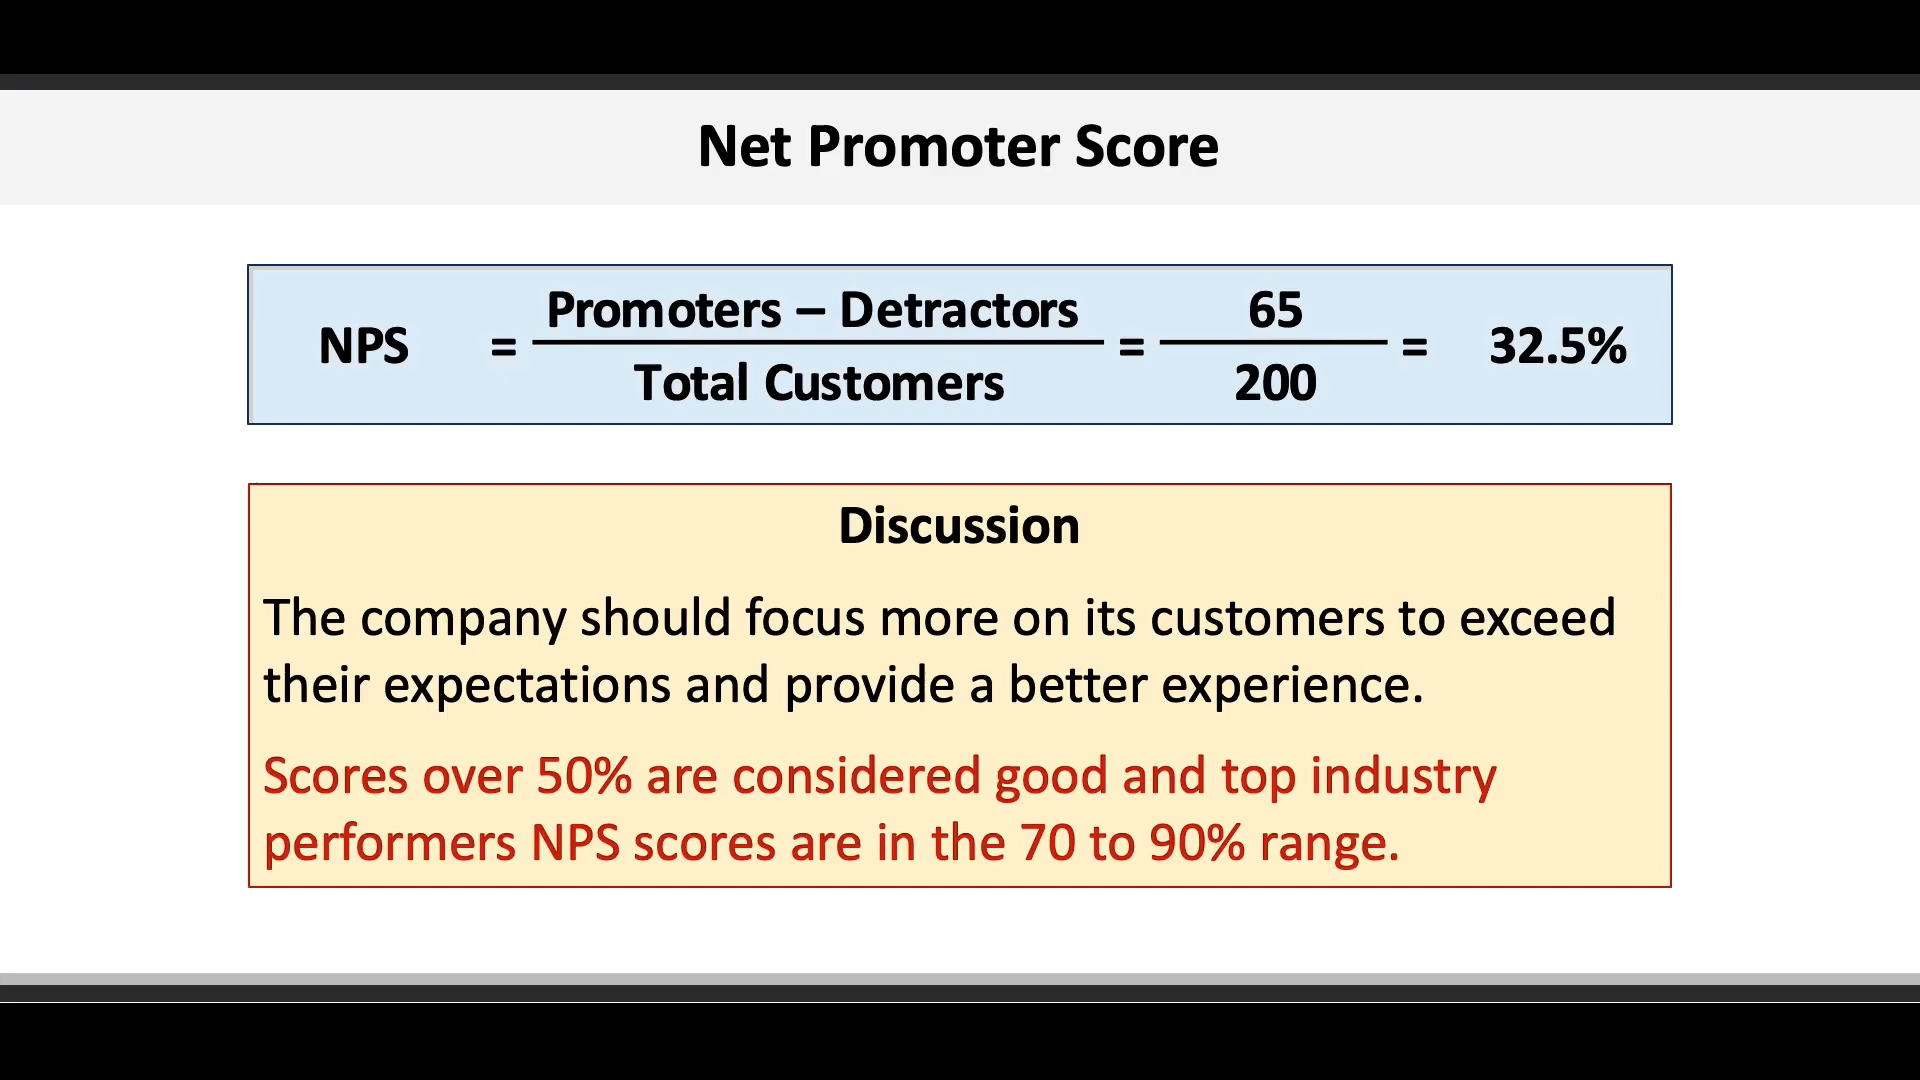 Net Promoter Score
NPS = Promoters – Detractors = 65 = 32.5%
Total Customers 200
Discussion
The company should focus more on its customers to exceed
their expectations and provide a better experience.
Scores over 50% are considered good and top industry
performers NPS scores are in the 70 to 90% range.